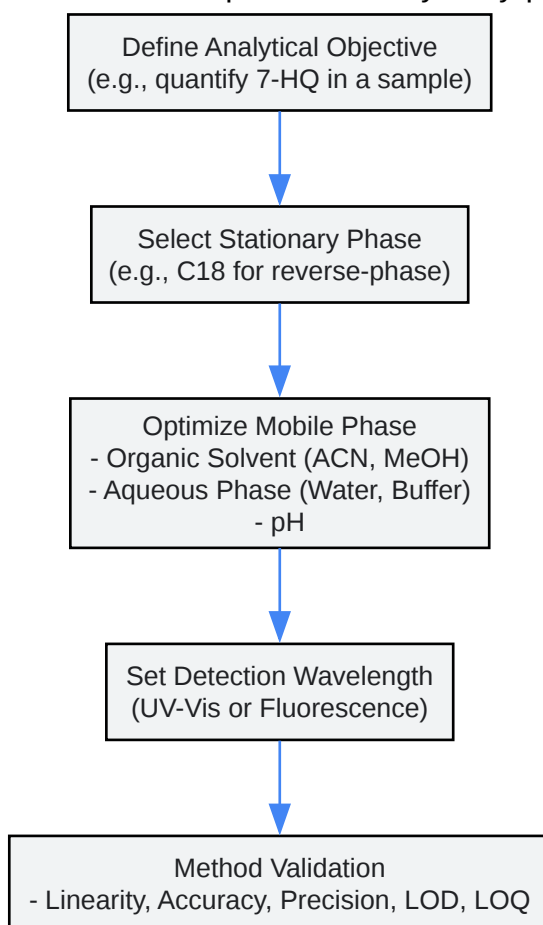 Define Analytical Objective
(e.g., quantify 7-HQ in a sample)
Select Stationary Phase
(e.g., C18 for reverse-phase)
Optimize Mobile Phase
- Organic Solvent (ACN, MeOH)
- Aqueous Phase (Water, Buffer)
- pH
Set Detection Wavelength
(UV-Vis or Fluorescence)
Method Validation
- Linearity, Accuracy, Precision, LOD, LOQ